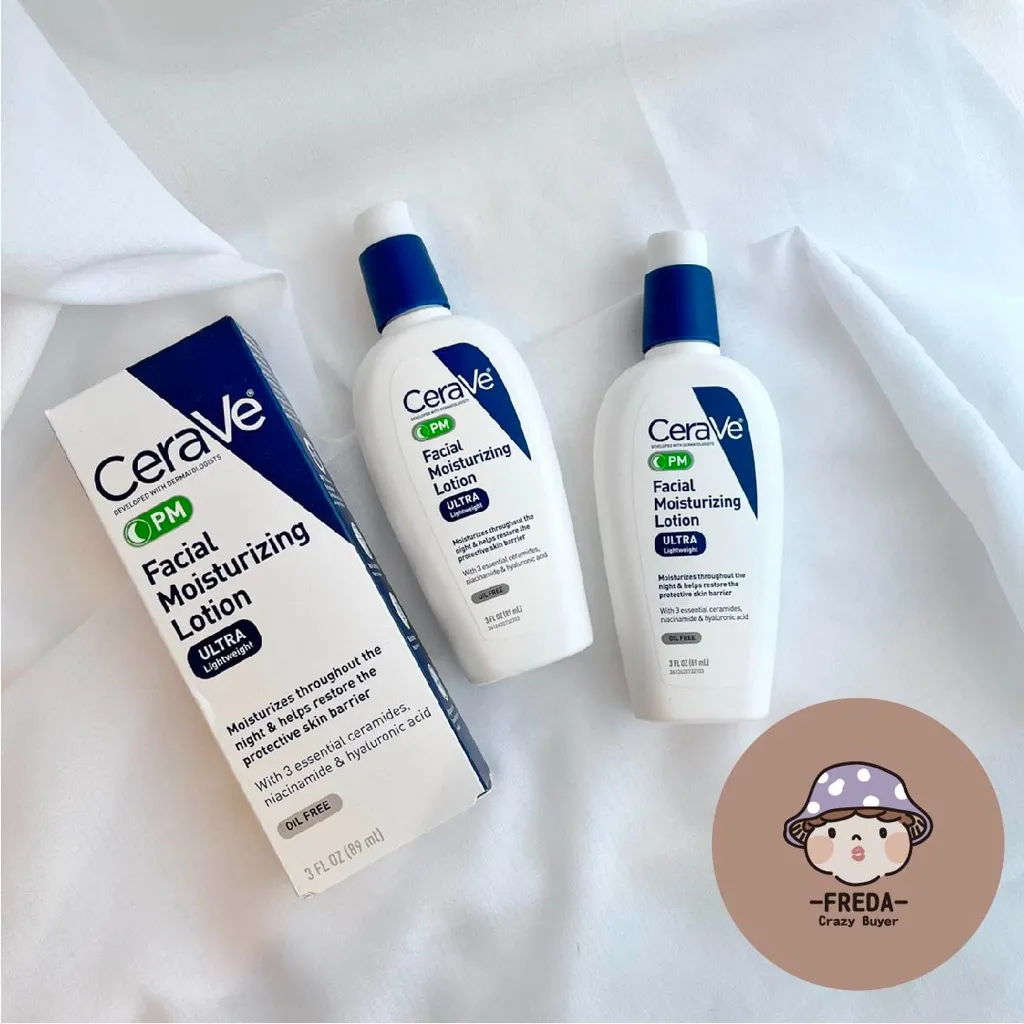 CeraVe®
DEVELOPED WITH DERMATOLOGISTS
PM
Facial
Moisturizing
Lotion
ULTRA
Lightweight
Moisturizes throughout the
night & helps restore the
protective skin barrier
With 3 essential ceramides,
niacinamide & hyaluronic acid
OIL FREE
3 FL OZ (89 mL)
CeraVe®
DEVELOPED WITH DERMATOLOGISTS
PM
Facial
Moisturizing
Lotion
ULTRA
Lightweight
Moisturizes throughout the
night & helps restore the
protective skin barrier
With 3 essential ceramides,
niacinamide & hyaluronic acid
OIL FREE
3 FL OZ (89 mL)
CeraVe®
DEVELOPED WITH DERMATOLOGISTS
PM
Facial
Moisturizing
Lotion
ULTRA
Lightweight
Moisturizes throughout the
night & helps restore the
protective skin barrier
With 3 essential ceramides,
niacinamide & hyaluronic acid
OIL FREE
3 FL OZ (89 mL)
-FREDA-
Crazy Buyer